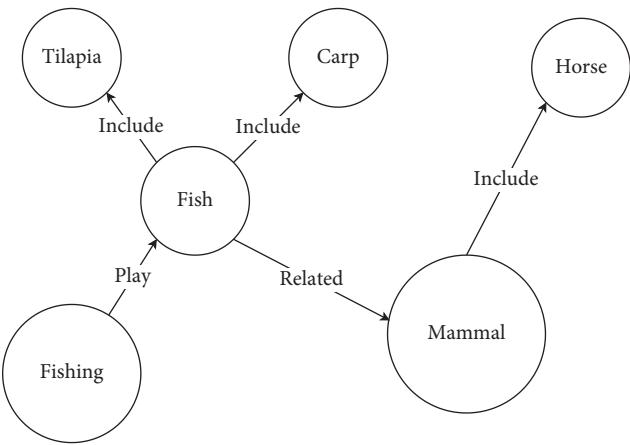 Tilapia
Carp
Horse
Include
Include
Include
Fish
Play
Related
Mammal
Fishing